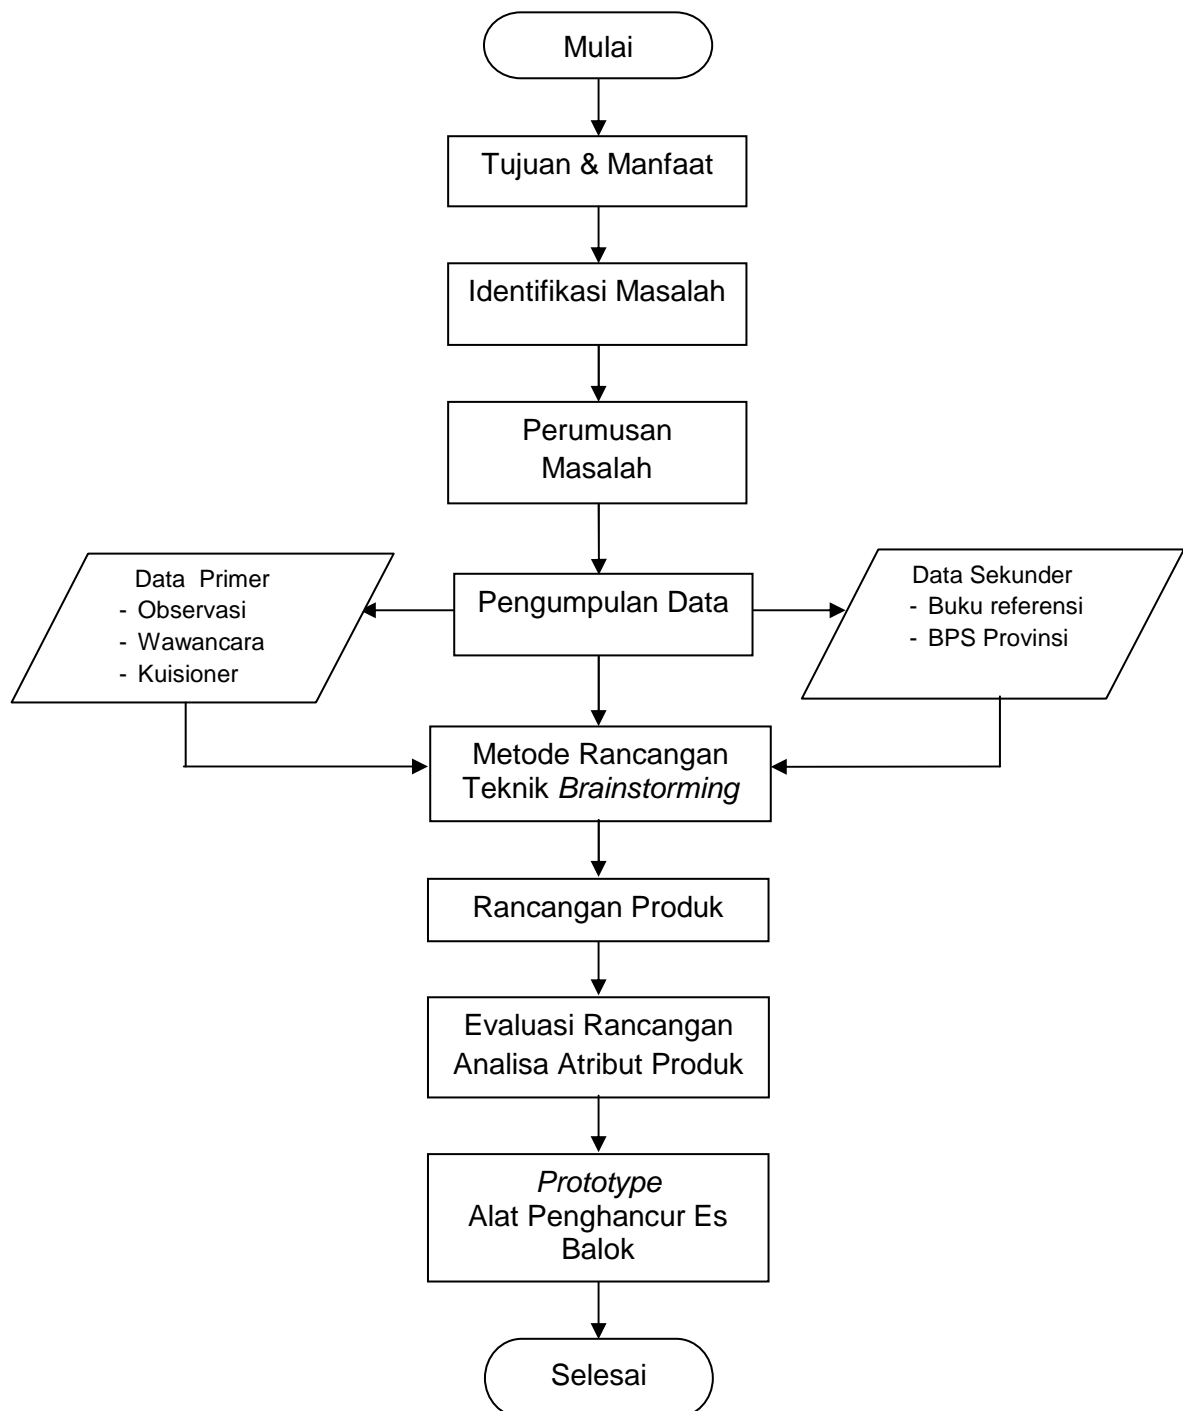 Mulai
Tujuan & Manfaat
Identifikasi Masalah
Perumusan
Masalah
Data Primer
- Observasi
- Wawancara
- Kuisioner
Pengumpulan Data
Data Sekunder
- Buku referensi
- BPS Provinsi
Metode Rancangan
Teknik Brainstorming
Rancangan Produk
Evaluasi Rancangan
Analisa Atribut Produk
Prototype
Alat Penghancur Es
Balok
Selesai